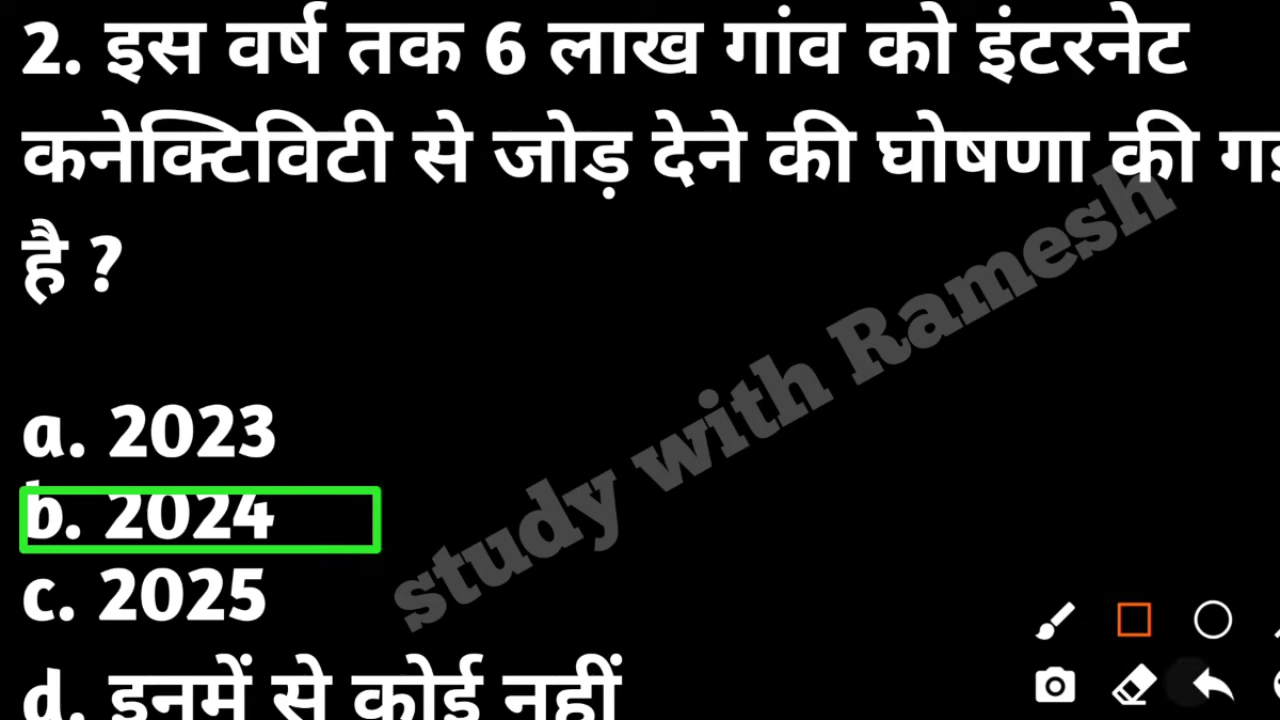 2. इस वर्ष तक 6 लाख गांव को इंटरनेट
कनेक्टिविटी से जोड़ देने की घोषणा की
है ?
a. 2023
b. 2024
c. 2025
d. इनमें से कोई नहीं
study with Ramesh